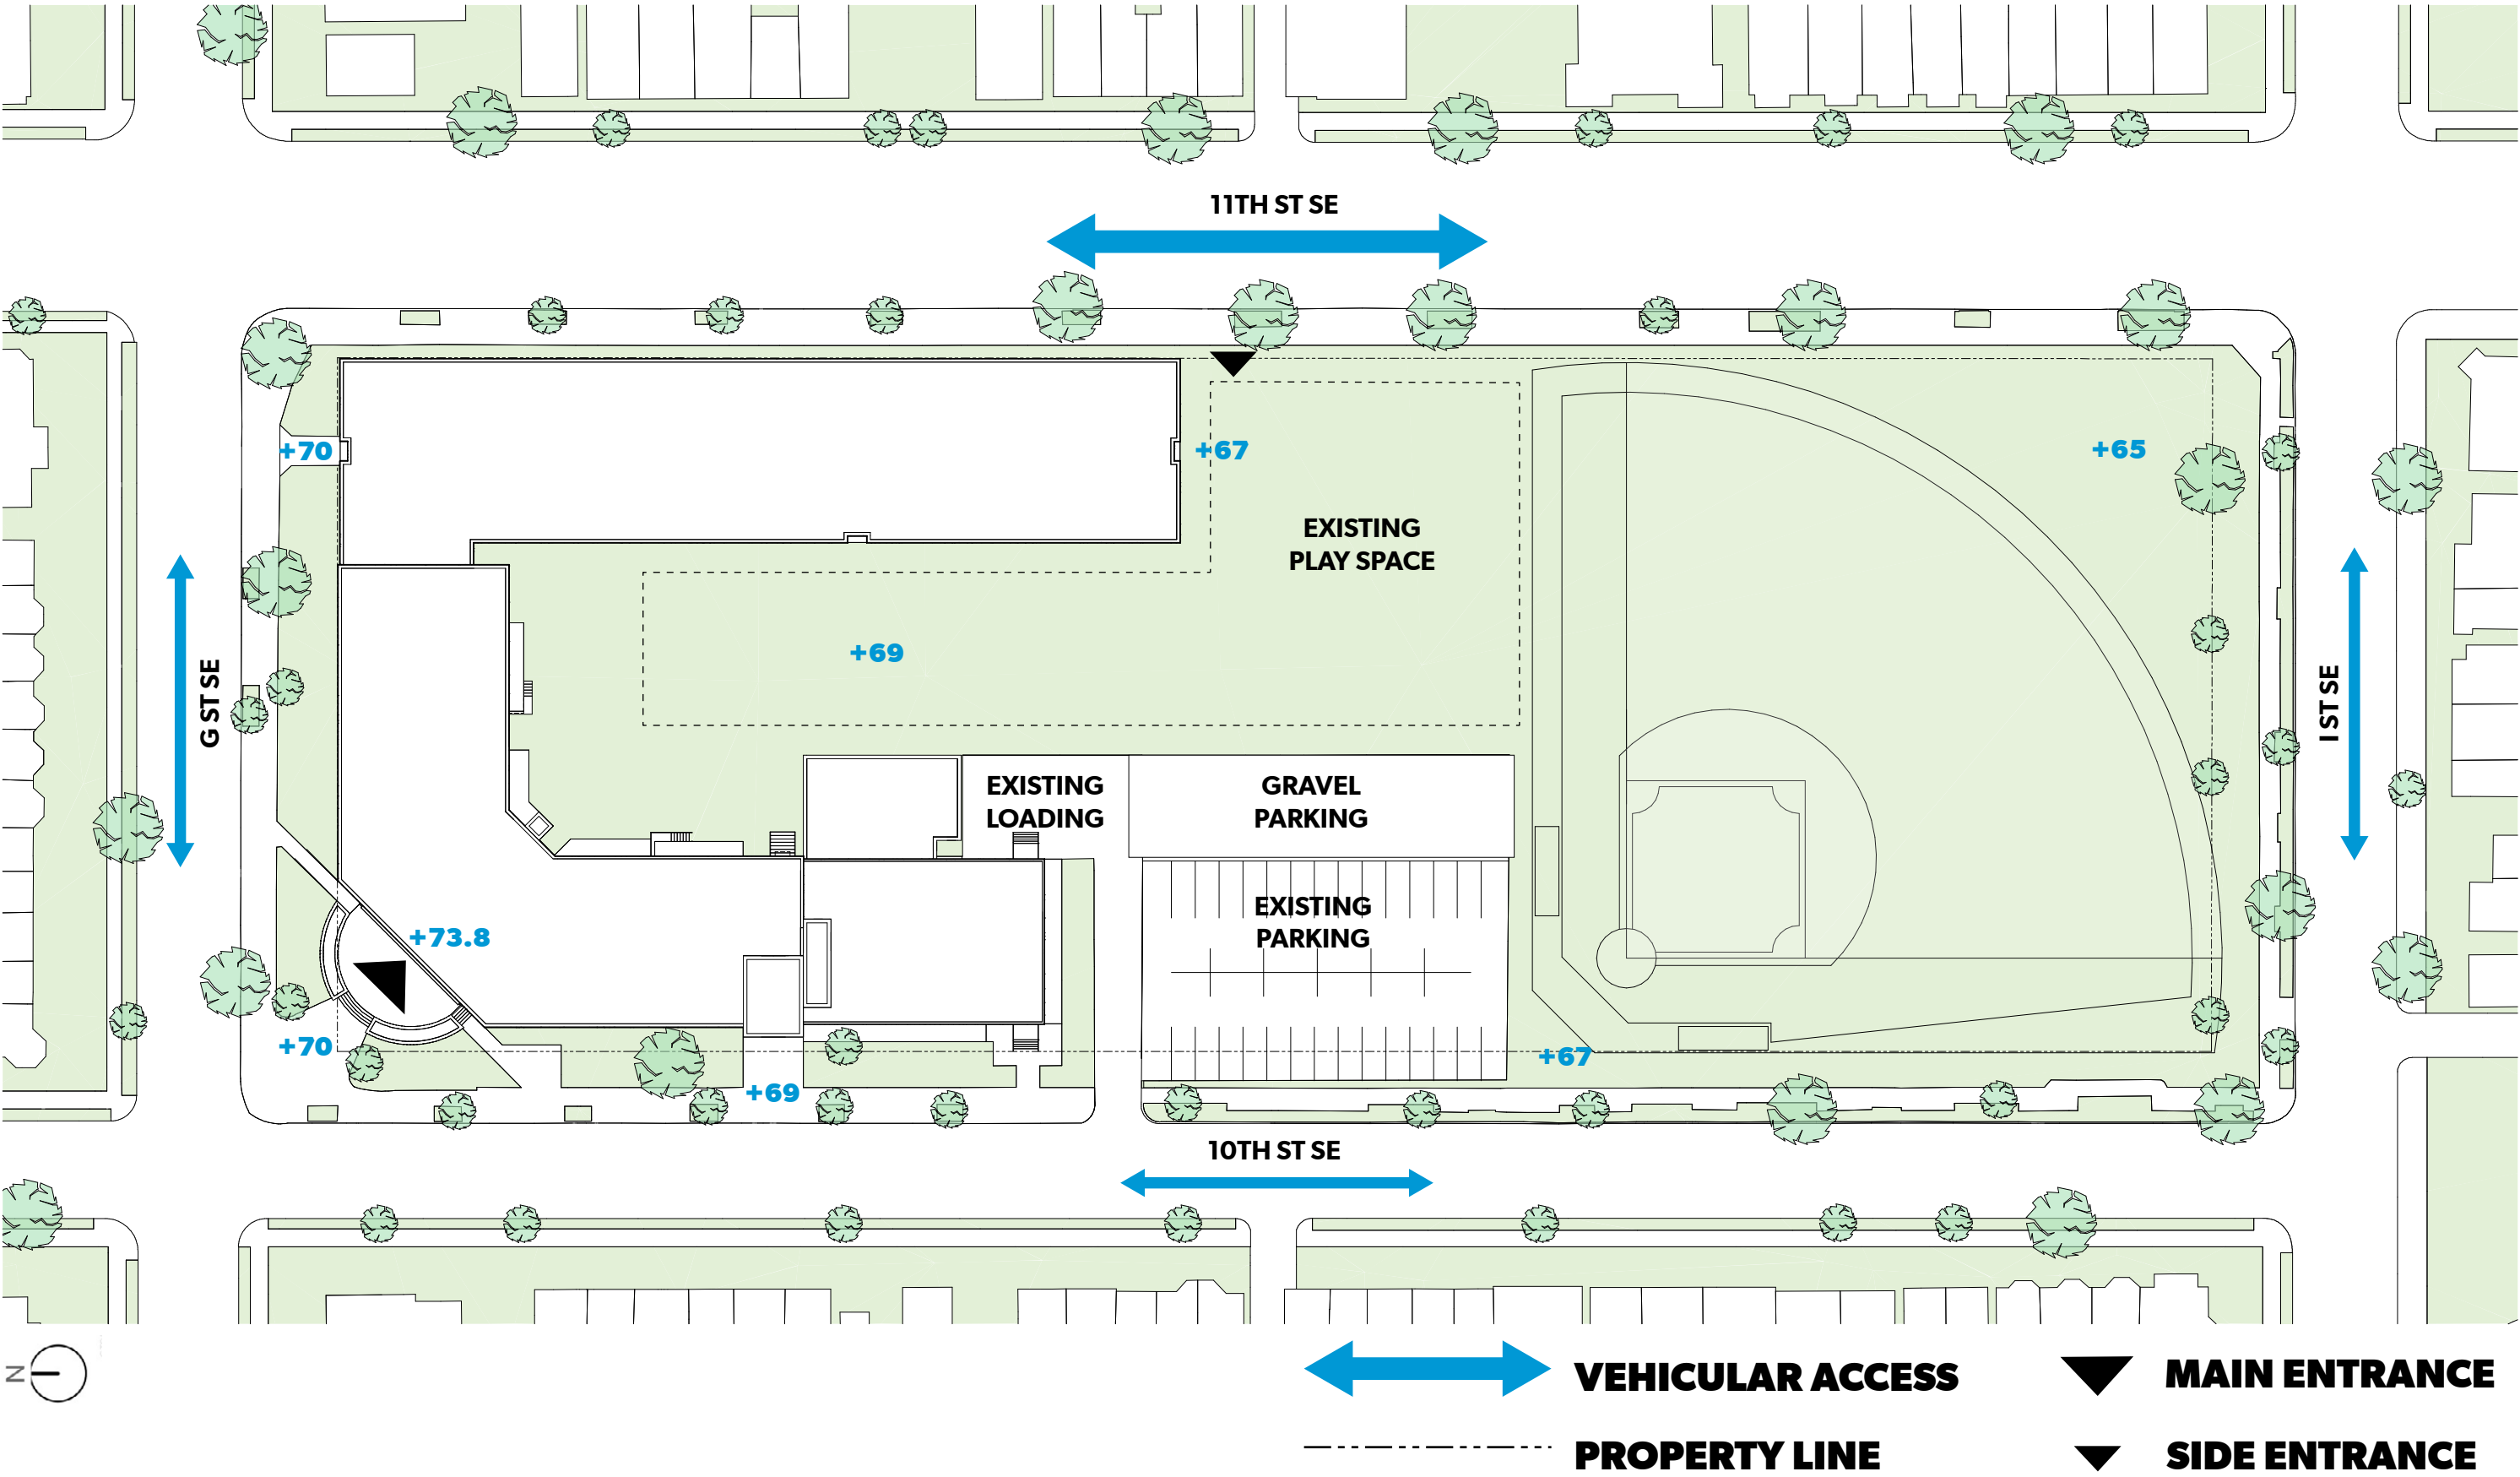 11TH ST SE
+70
+67
+65
EXISTING
PLAY SPACE
+69
G ST SE
I ST SE
EXISTING
LOADING
GRAVEL
PARKING
EXISTING
PARKING
+73.8
+70
+67
+69
10TH ST SE
N
VEHICULAR ACCESS
MAIN ENTRANCE
PROPERTY LINE
SIDE ENTRANCE